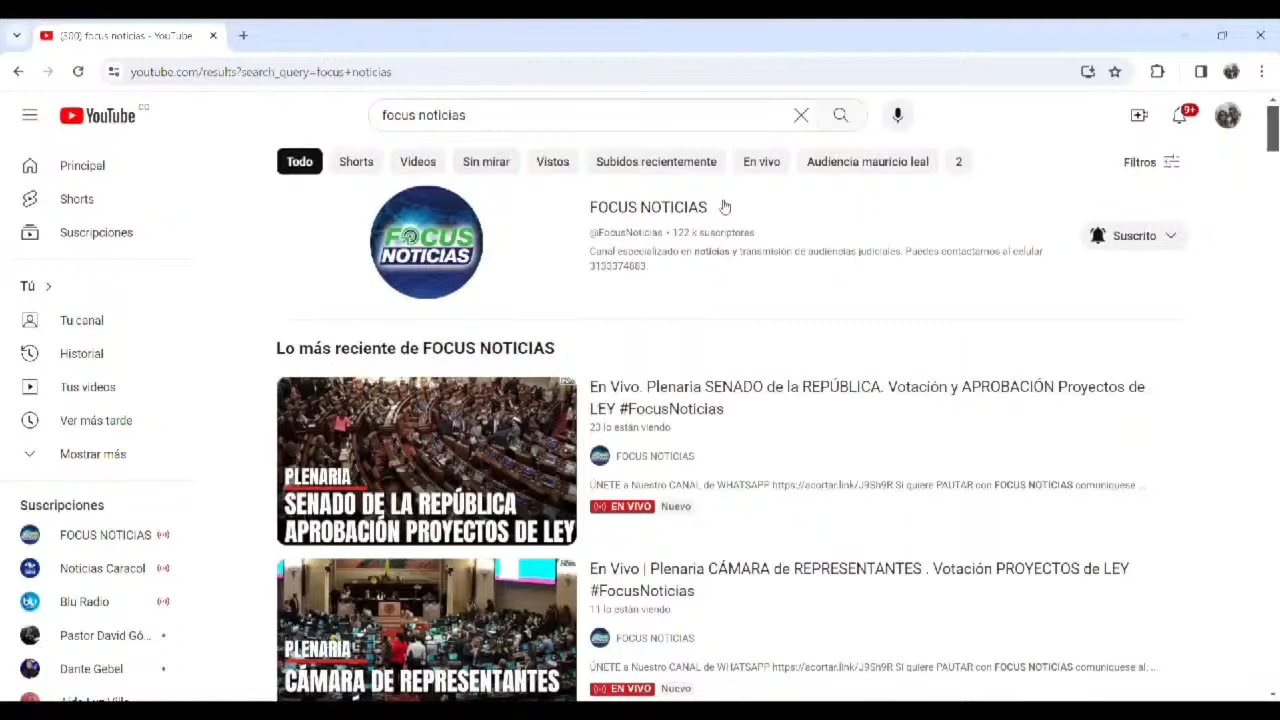 (300) focus noticias - YouTube
youtube.com/results?search_query=focus+noticias
YouTube CO
focus noticias
9+
Todo Shorts Videos Sin mirar Vistos Subidos recientemente En vivo Audiencia mauricio leal 2
Filtros
Principal
Shorts
Suscripciones
Tú
Tu canal
Historial
Tus videos
Ver más tarde
Mostrar más
Suscripciones
FOCUS NOTICIAS
Noticias Caracol
Blu Radio
Pastor David Gó...
Dante Gebel
FOCUS
NOTICIAS
FOCUS NOTICIAS
@FocusNoticias • 122 k suscriptores
Canal especializado en noticias y transmisión de audiencias judiciales. Puedes contactarnos al celular
3133374883.
Suscrito
Lo más reciente de FOCUS NOTICIAS
PLENARIA
SENADO DE LA REPÚBLICA
APROBACIÓN PROYECTOS DE LEY
En Vivo. Plenaria SENADO de la REPÚBLICA. Votación y APROBACIÓN Proyectos de
LEY #FocusNoticias
23 lo están viendo
FOCUS NOTICIAS
ÚNETE a Nuestro CANAL de WHATSAPP https://acortar.link/J9Sh9R Si quiere PAUTAR con FOCUS NOTICIAS comuníquese ...
EN VIVO Nuevo
PLENARIA
CÁMARA DE REPRESENTANTES
En Vivo | Plenaria CÁMARA de REPRESENTANTES . Votación PROYECTOS de LEY
#FocusNoticias
11 lo están viendo
FOCUS NOTICIAS
ÚNETE a Nuestro CANAL de WHATSAPP https://acortar.link/J9Sh9R Si quiere PAUTAR con FOCUS NOTICIAS comuníquese al: ...
EN VIVO Nuevo